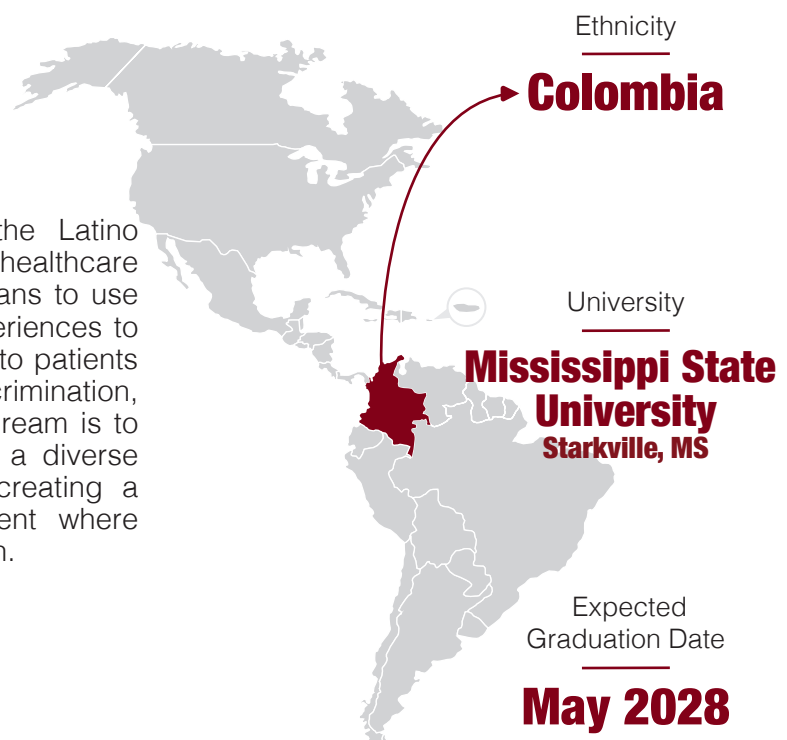 the Latino
healthcare
ans to use
eriences to
to patients
crimination,
ream is to
a diverse
creating a
ent where
n.
Ethnicity
Colombia
University
Mississippi State
University
Starkville, MS
Expected
Graduation Date
May 2028